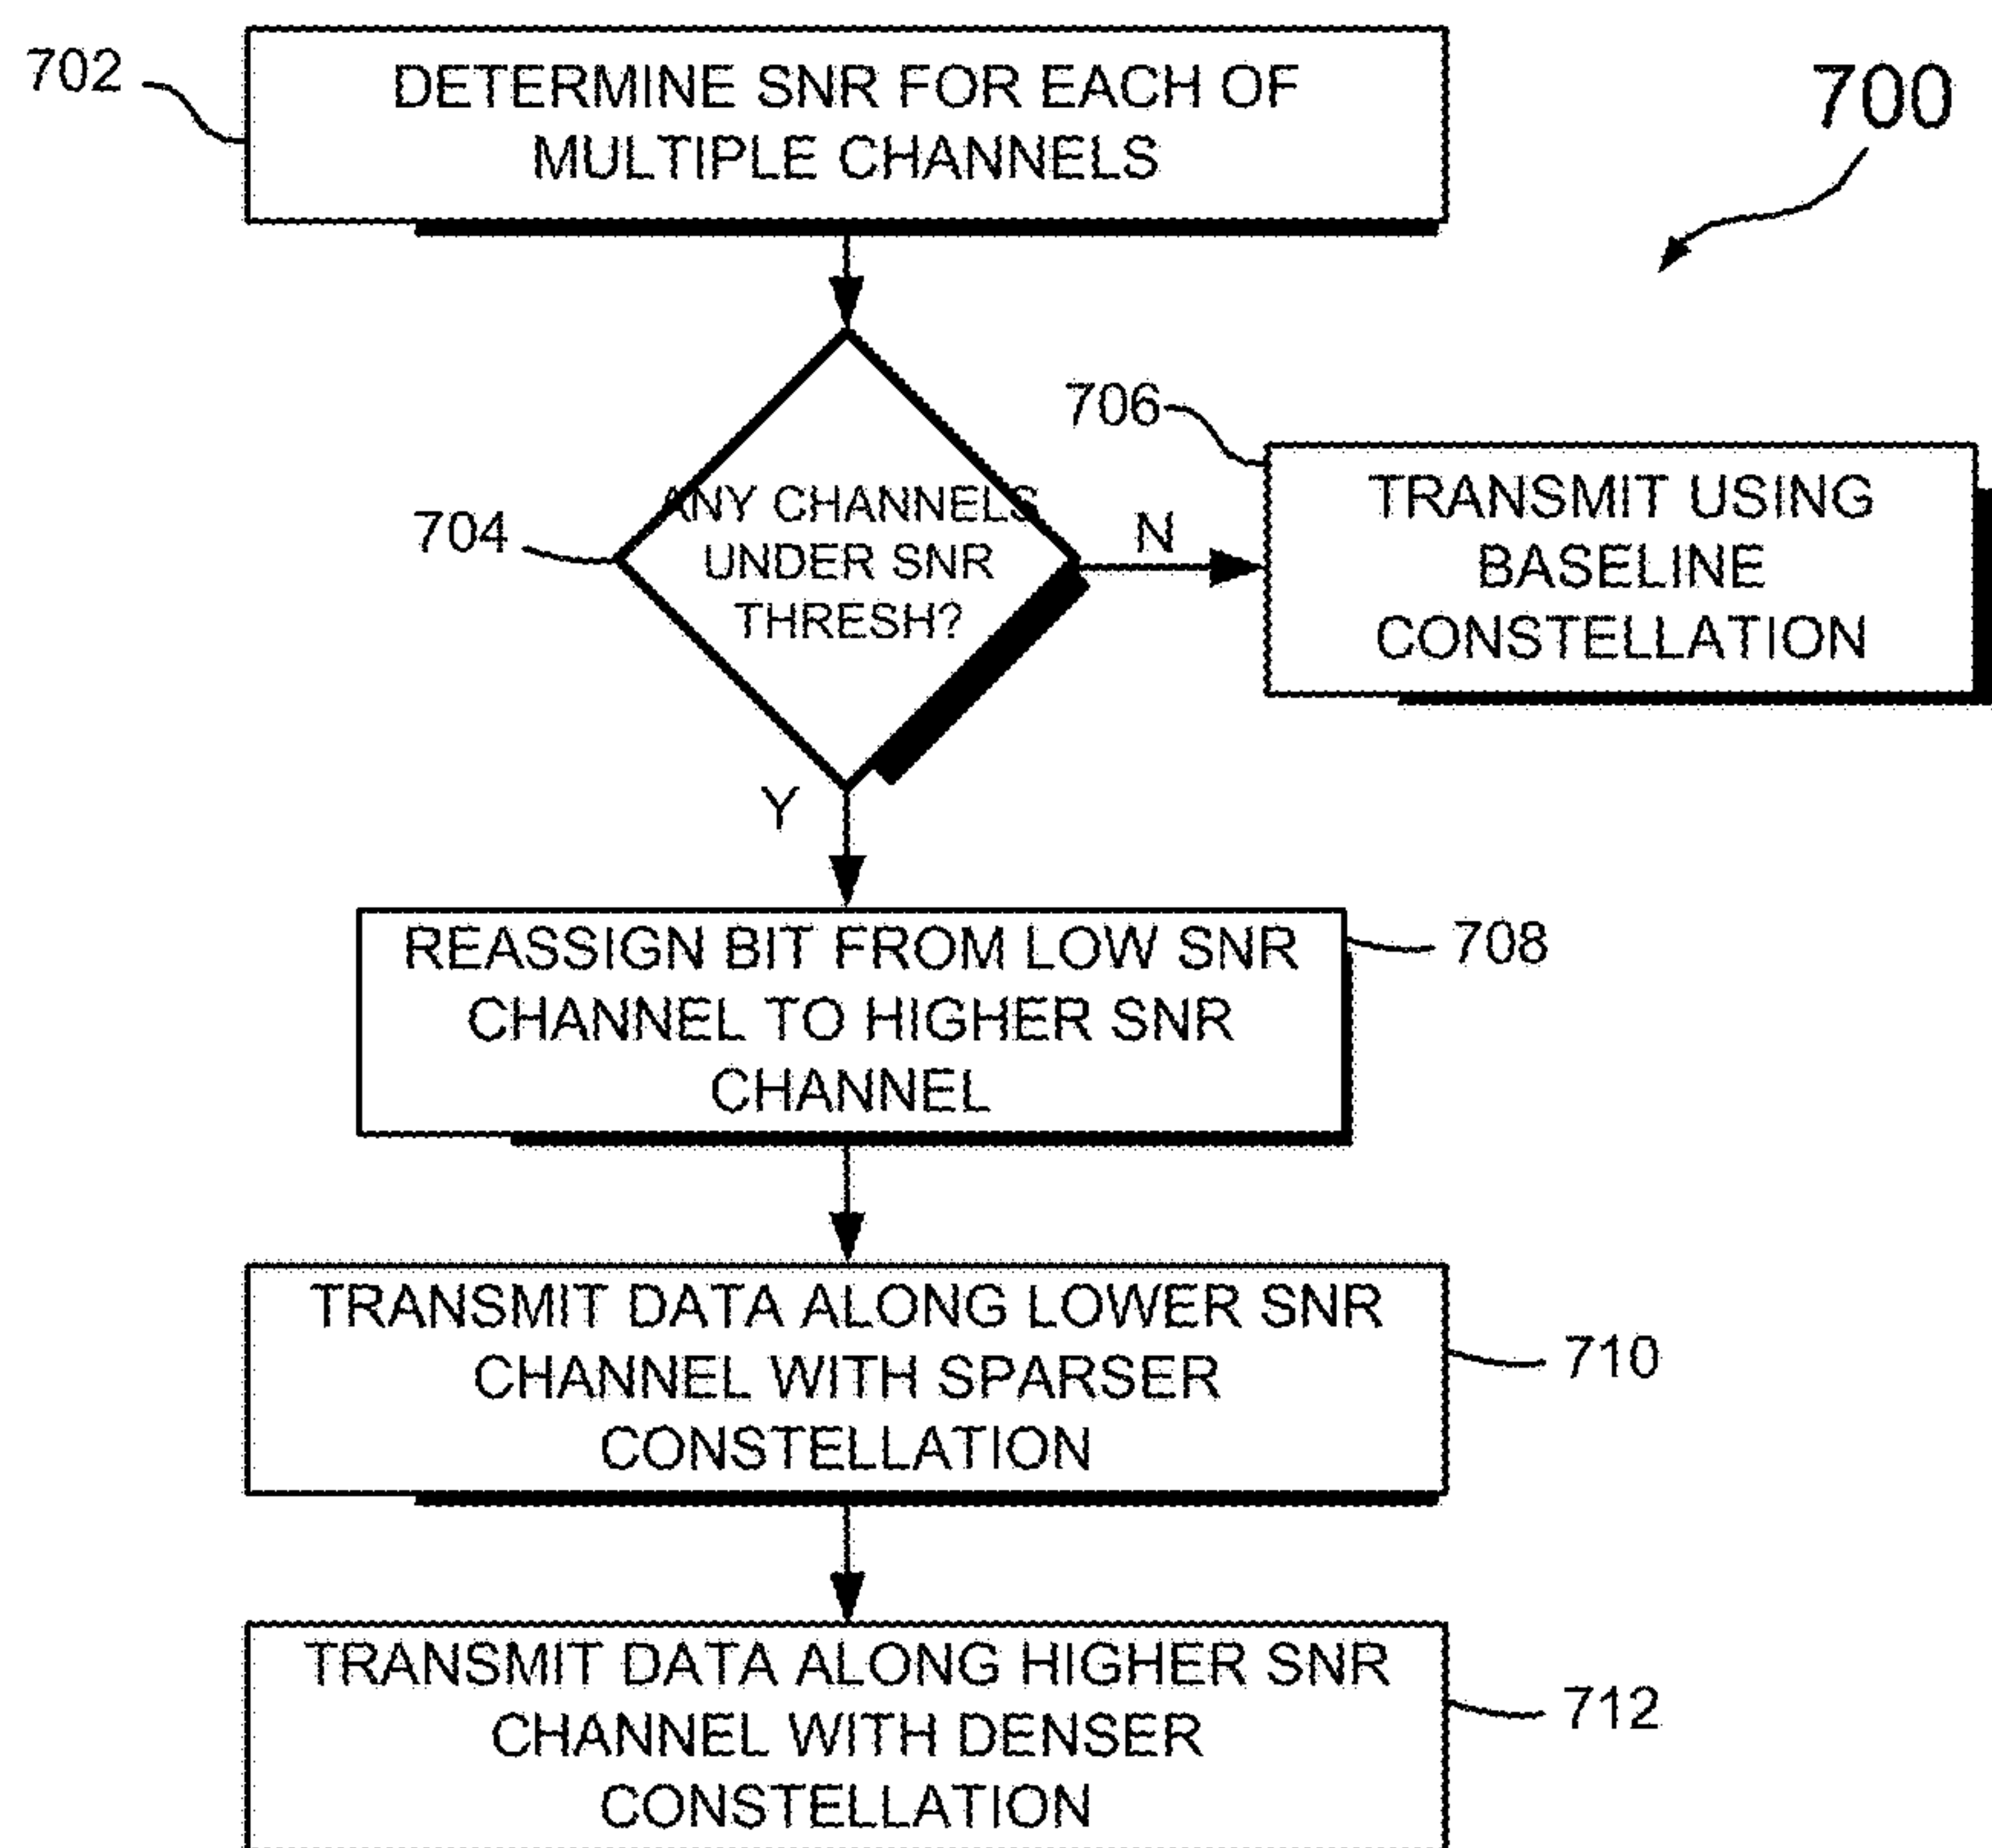 702
DETERMINE SNR FOR EACH OF
MULTIPLE CHANNELS
700
704
ANY CHANNELS
UNDER SNR
THRESH?
N
706
TRANSMIT USING
BASELINE
CONSTELLATION
Y
REASSIGN BIT FROM LOW SNR
CHANNEL TO HIGHER SNR
CHANNEL
708
TRANSMIT DATA ALONG LOWER SNR
CHANNEL WITH SPARSER
CONSTELLATION
710
TRANSMIT DATA ALONG HIGHER SNR
CHANNEL WITH DENSER
CONSTELLATION
712